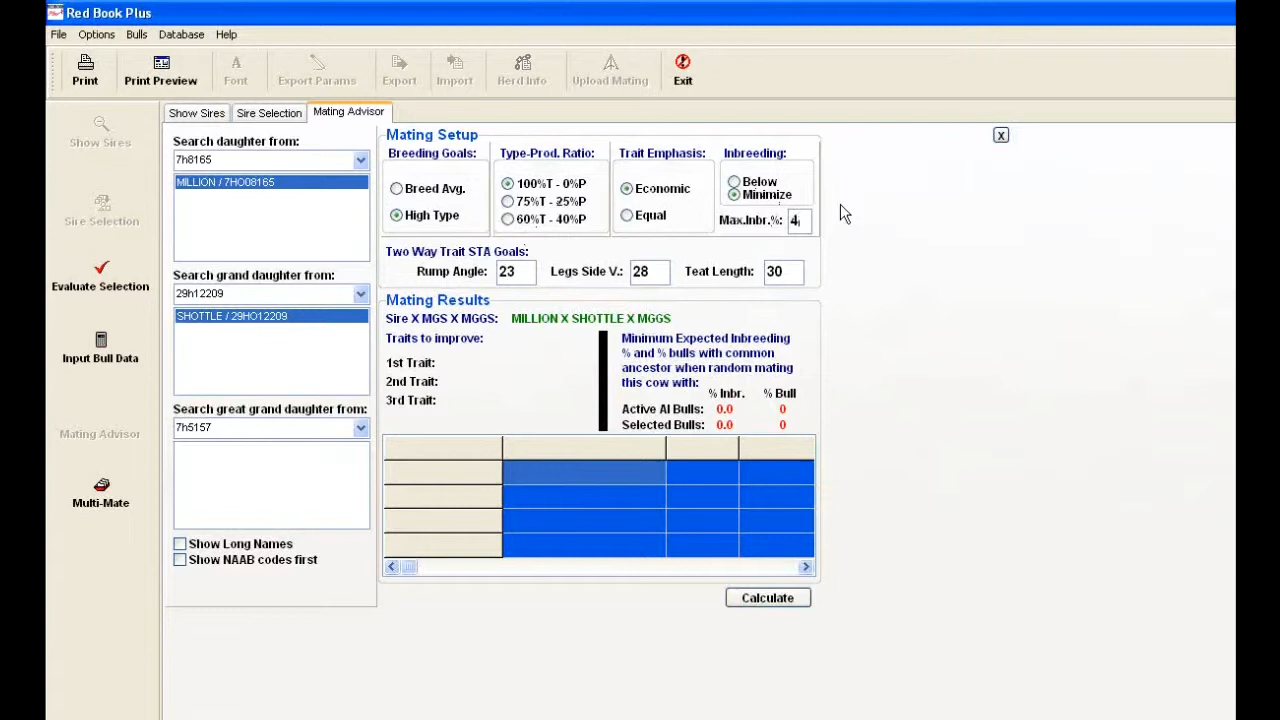 Red Book Plus
File Options Bulls Database Help
Print Print Preview Font Export Params Export Import Herd Info Upload Mating Exit
Show Sires Sire Selection Mating Advisor
Show Sires
Sire Selection
Evaluate Selection
Input Bull Data
Mating Advisor
Multi-Mate
Search daughter from:
7h8165
MILLION / 7HO08165
Search grand daughter from:
29h12209
SHOTTLE / 29HO12209
Search great grand daughter from:
7h5157
Show Long Names
Show NAAB codes first
Mating Setup
X
Breeding Goals: Type-Prod. Ratio: Trait Emphasis: Inbreeding:
Breed Avg.
High Type
100%T - 0%P
75%T - 25%P
60%T - 40%P
Economic
Equal
Below
Minimize
Max.Inbr.%: 4
Two Way Trait STA Goals:
Rump Angle: 23 Legs Side V.: 28 Teat Length: 30
Mating Results
Sire X MGS X MGGS: MILLION X SHOTTLE X MGGS
Traits to improve:
1st Trait:
2nd Trait:
3rd Trait:
Minimum Expected Inbreeding
% and % bulls with common
ancestor when random mating
this cow with:
% Inbr. % Bull
Active AI Bulls: 0.0 0
Selected Bulls: 0.0 0
Calculate